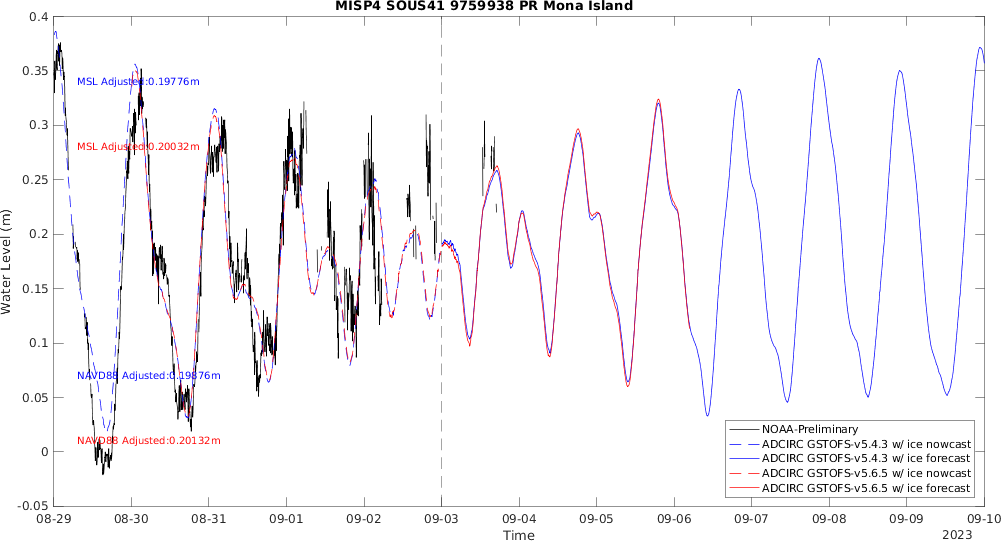 MISP4 SOUS41 9759938 PR Mona Island
Water Level (m)
0.4
0.35
0.3
0.25
0.2
0.15
0.1
0.05
0
-0.05
MSL Adjusted:0.19776m
MSL Adjusted:0.20032m
NAVD88 Adjusted:0.19876m
NAVD88 Adjusted:0.20132m
NOAA-Preliminary
ADCIRC GSTOFS-v5.4.3 w/ ice nowcast
ADCIRC GSTOFS-v5.4.3 w/ ice forecast
ADCIRC GSTOFS-v5.6.5 w/ ice nowcast
ADCIRC GSTOFS-v5.6.5 w/ ice forecast
08-29 08-30 08-31 09-01 09-02 09-03 09-04 09-05 09-06 09-07 09-08 09-09 09-10
Time
2023